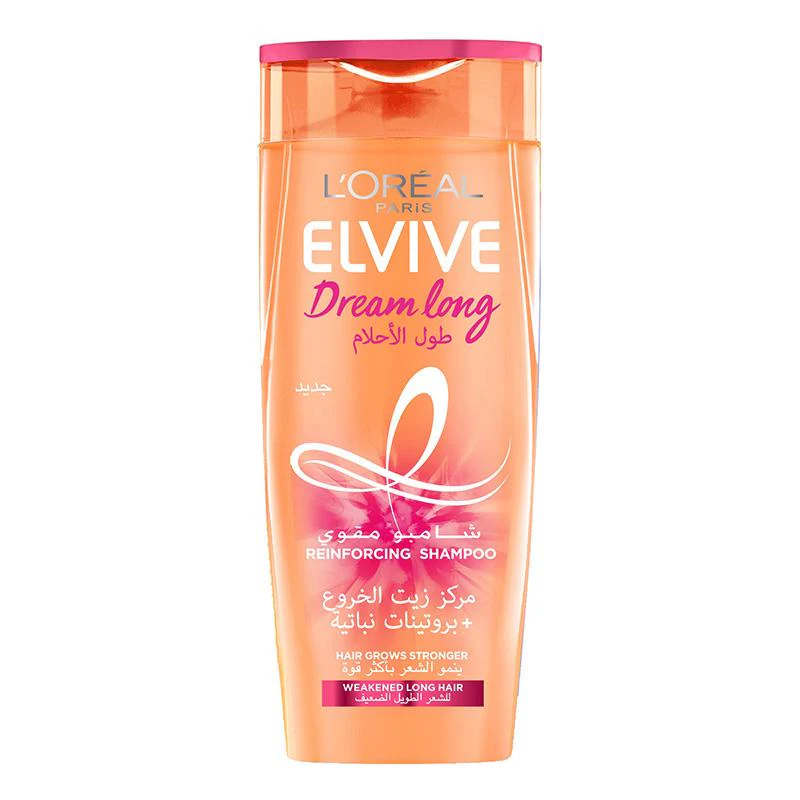 L'ORÉAL
PARIS
ELVIVE
Dream long
طول الأحلام
جديد
شامبو مقوي
REINFORCING SHAMPOO
مركز زيت الخروع
+ بروتينات نباتية
HAIR GROWS STRONGER
ينمو الشعر بأكثر قوة
WEAKENED LONG HAIR
للشعر الطويل الضعيف